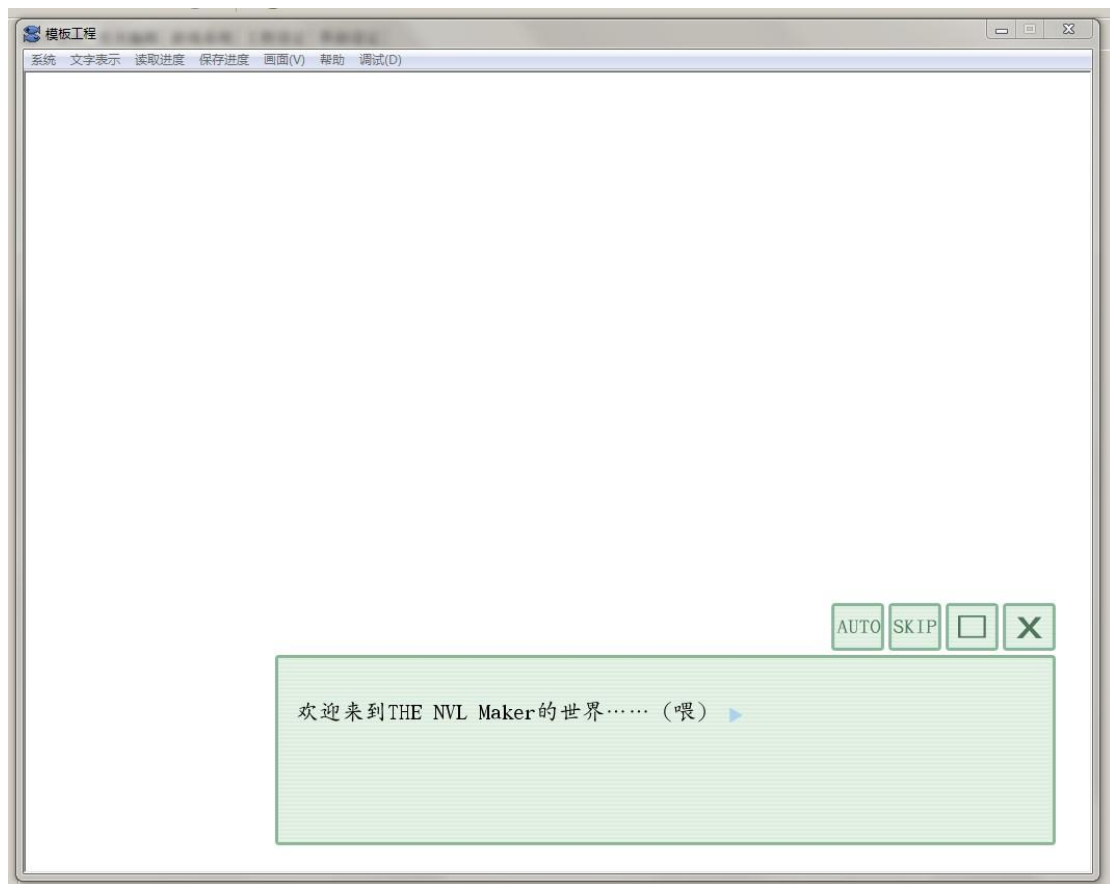 模板工程
系统 文字表示 读取进度 保存进度 画面(V) 帮助 调试(D)
AUTO SKIP
欢迎来到THE NVL Maker的世界……（喂）